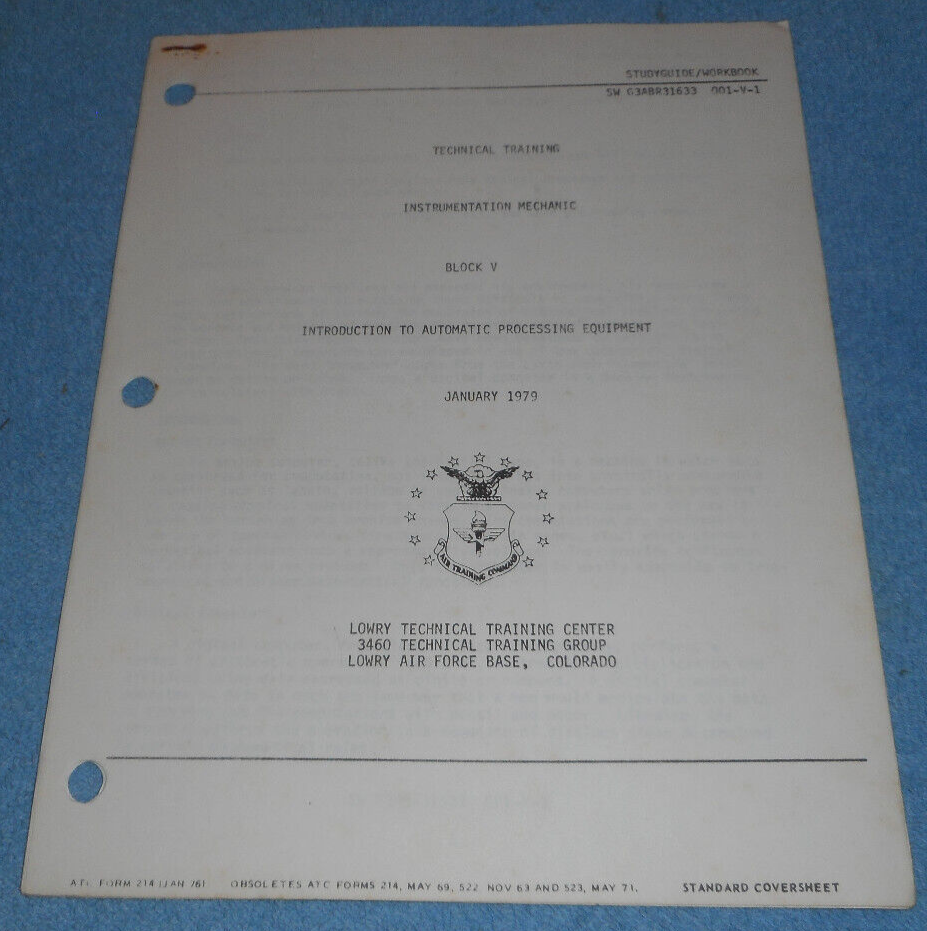 STUDYGUIDE/WORKBOOK
SW G3ABR31633 001-V-1
TECHNICAL TRAINING
INSTRUMENTATION MECHANIC
BLOCK V
INTRODUCTION TO AUTOMATIC PROCESSING EQUIPMENT
JANUARY 1979
AIR TRAINING COMMAND
LOWRY TECHNICAL TRAINING CENTER
3460 TECHNICAL TRAINING GROUP
LOWRY AIR FORCE BASE, COLORADO
ATC FORM 214 (JAN 76) OBSOLETES ATC FORMS 214, MAY 69, 522 NOV 63 AND 523, MAY 71. STANDARD COVERSHEET